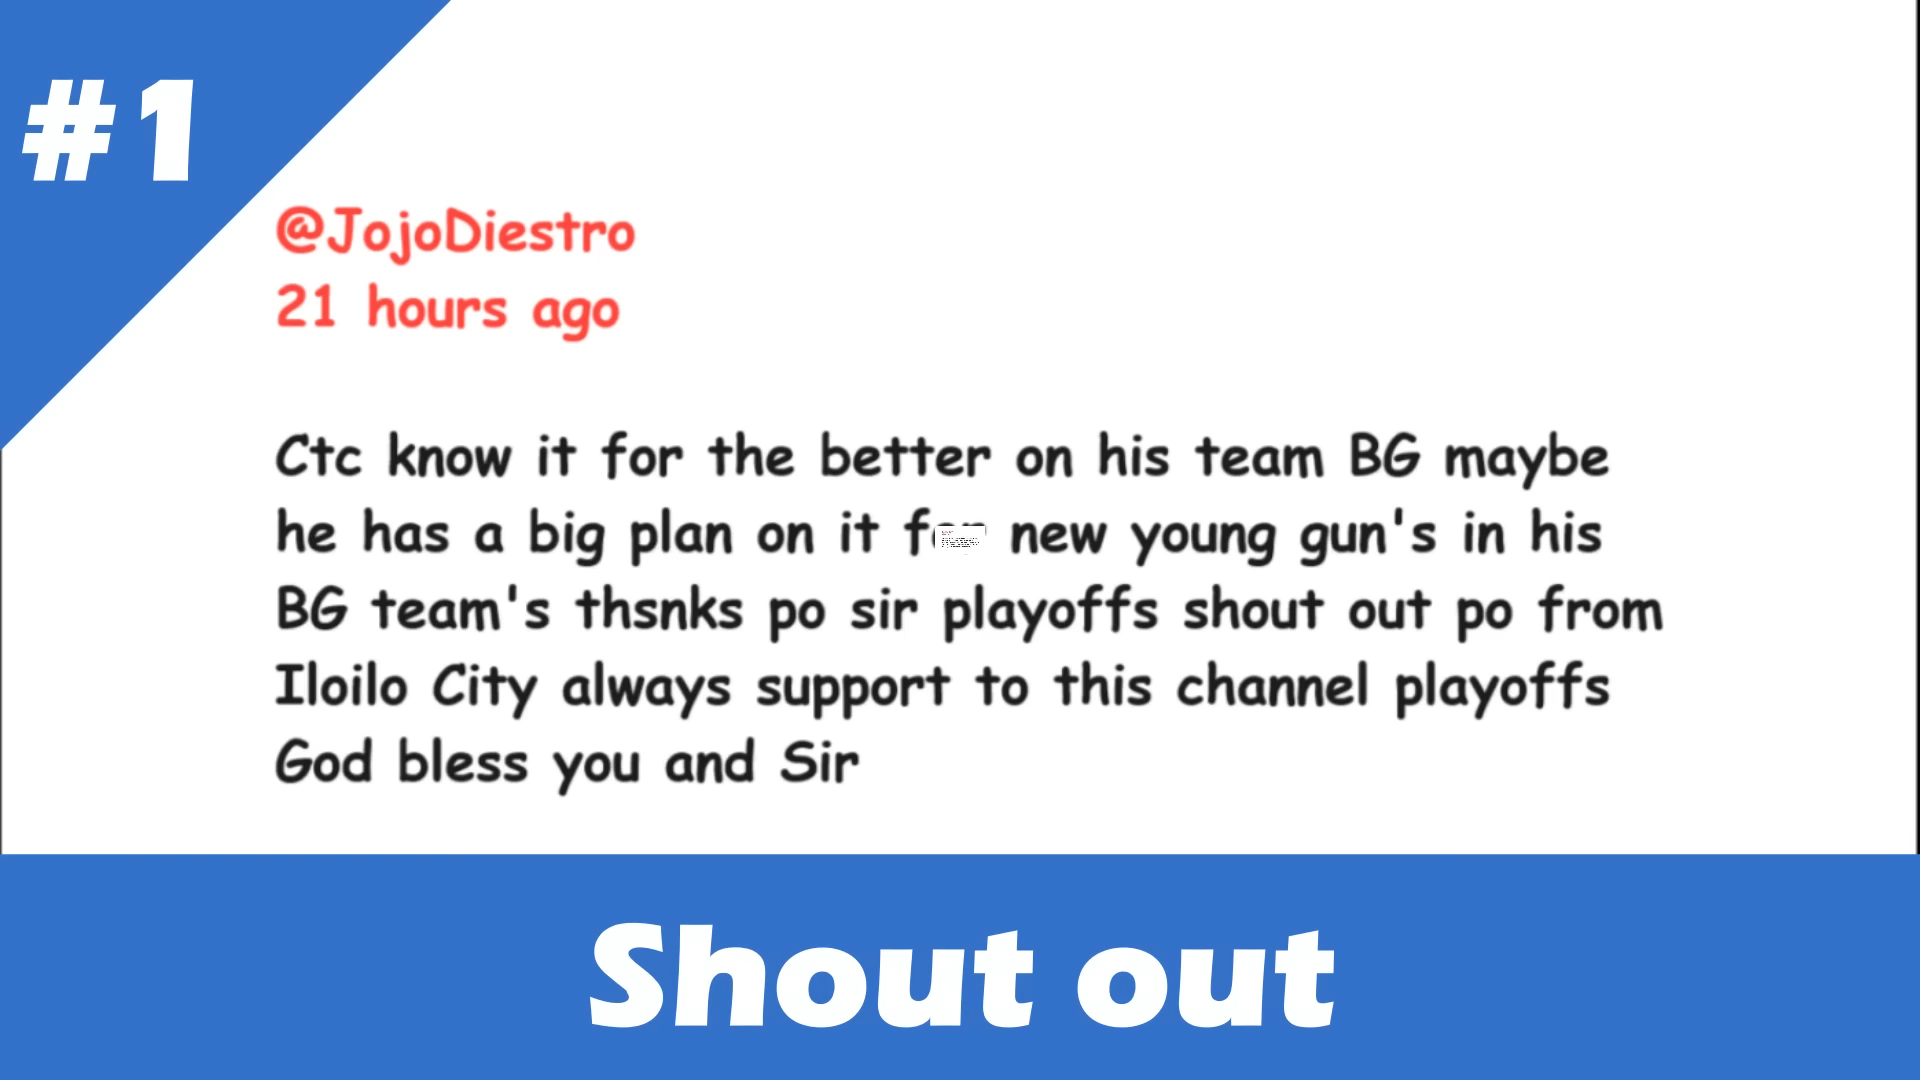 #1
@JojoDiestro
21 hours ago
Ctc know it for the better on his team BG maybe
he has a big plan on it for new young gun's in his
BG team's thsnks po sir playoffs shout out po from
Iloilo City always support to this channel playoffs
God bless you and Sir
Shout out